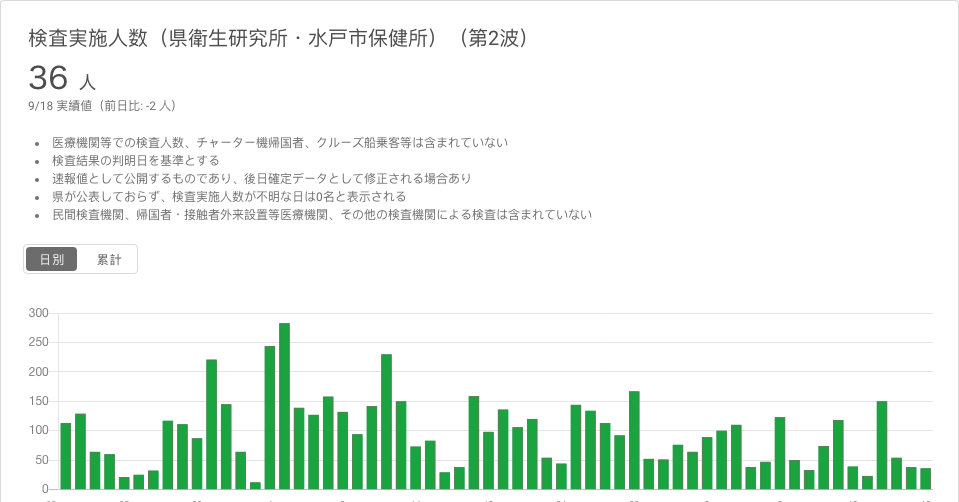 検査実施人数（県衛生研究所・水戸市保健所）（第2波）
36 人
9/18 実績値（前日比: -2 人）
医療機関等での検査人数、チャーター機帰国者、クルーズ船乗客等は含まれていない
検査結果の判明日を基準とする
速報値として公開するものであり、後日確定データとして修正される場合あり
県が公表しておらず、検査実施人数が不明な日は0名と表示される
民間検査機関、帰国者・接触者外来設置等医療機関、その他の検査機関による検査は含まれていない
日別 累計
300
250
200
150
100
50
0